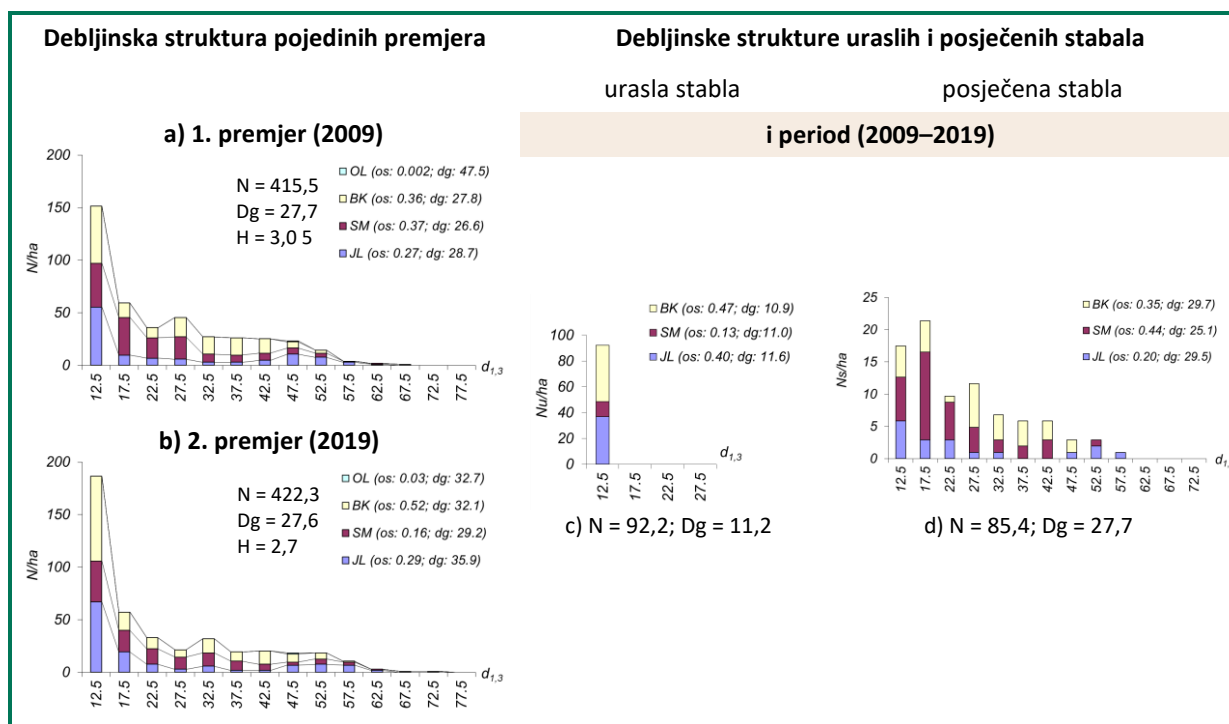 Debljinska struktura pojedinih premjera
Debljinske strukture uraslih i posječenih stabala
urasla stabla
posječena stabla
i period (2009–2019)
a) 1. premjer (2009)
200
150
100
50
0
N/ha
N = 415,5
Dg = 27,7
H = 3,0 5
OL (os: 0.002; dg: 47.5)
BK (os: 0.36; dg: 27.8)
SM (os: 0.37; dg: 26.6)
JL (os: 0.27; dg: 28.7)
12.5
17.5
22.5
27.5
32.5
37.5
42.5
47.5
52.5
57.5
62.5
67.5
72.5
77.5
d1,3
b) 2. premjer (2019)
200
150
100
50
0
N/ha
N = 422,3
Dg = 27,6
H = 2,7
OL (os: 0.03; dg: 32.7)
BK (os: 0.52; dg: 32.1)
SM (os: 0.16; dg: 29.2)
JL (os: 0.29; dg: 35.9)
12.5
17.5
22.5
27.5
32.5
37.5
42.5
47.5
52.5
57.5
62.5
67.5
72.5
77.5
d1,3
BK (os: 0.47; dg: 10.9)
SM (os: 0.13; dg:11.0)
JL (os: 0.40; dg: 11.6)
100
80
60
40
20
0
Nu/ha
12.5
17.5
22.5
27.5
d1,3
c) N = 92,2; Dg = 11,2
25
20
15
10
5
0
Ns/ha
BK (os: 0.35; dg: 29.7)
SM (os: 0.44; dg: 25.1)
JL (os: 0.20; dg: 29.5)
12.5
17.5
22.5
27.5
32.5
37.5
42.5
47.5
52.5
57.5
62.5
67.5
72.5
d1,
d) N = 85,4; Dg = 27,7